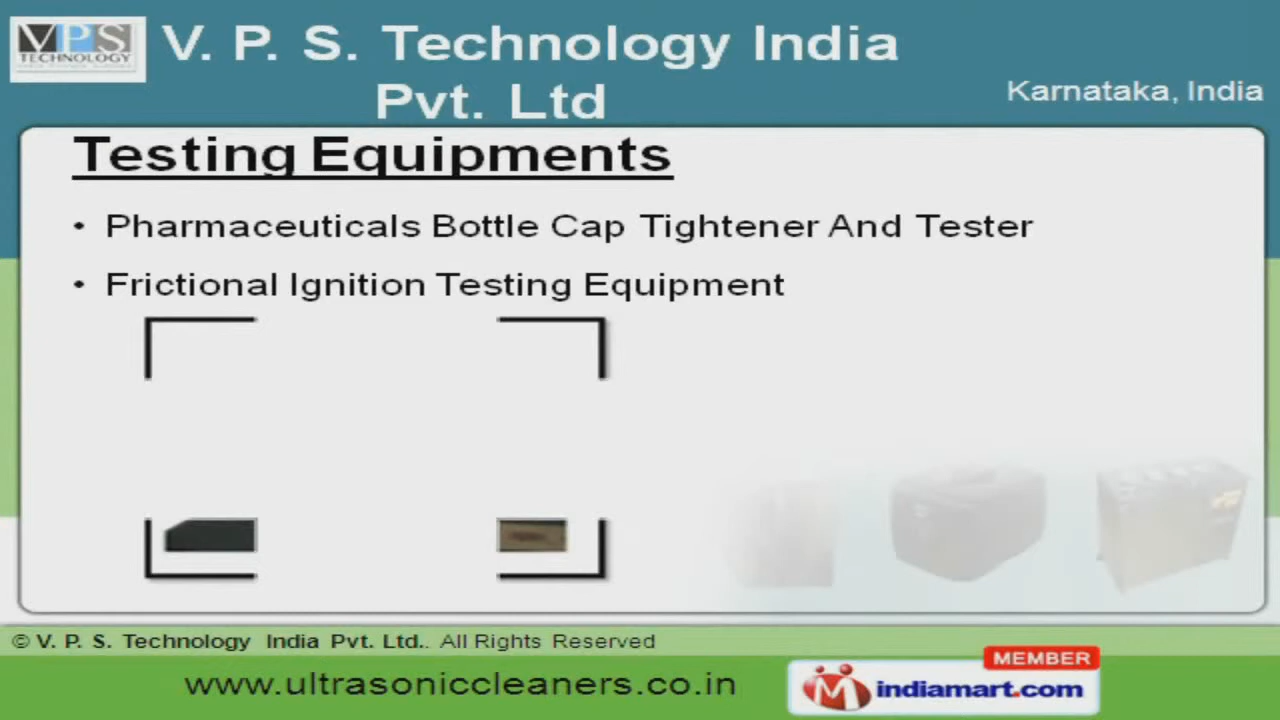 VPS
TECHNOLOGY
V. P. S. Technology India
Pvt. Ltd
Karnataka, India
Testing Equipments
• Pharmaceuticals Bottle Cap Tightener And Tester
• Frictional Ignition Testing Equipment
© V. P. S. Technology India Pvt. Ltd.. All Rights Reserved
www.ultrasoniccleaners.co.in
MEMBER
indiamart.com